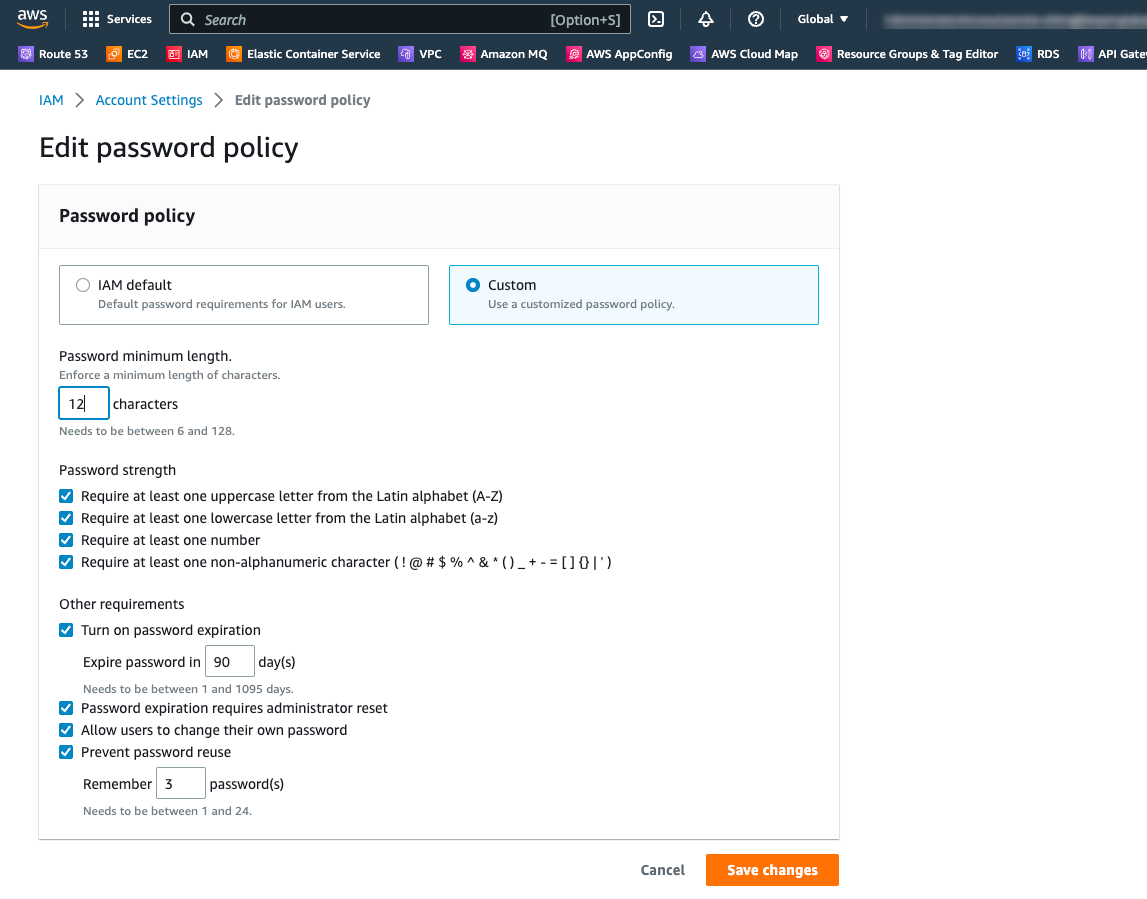 aws Services Search [Option+S] Global
Route 53 EC2 IAM Elastic Container Service VPC Amazon MQ AWS AppConfig AWS Cloud Map Resource Groups & Tag Editor RDS API Gatew
IAM > Account Settings > Edit password policy
Edit password policy
Password policy
IAM default Custom
Default password requirements for IAM users. Use a customized password policy.
Password minimum length.
Enforce a minimum length of characters.
12 characters
Needs to be between 6 and 128.
Password strength
Require at least one uppercase letter from the Latin alphabet (A-Z)
Require at least one lowercase letter from the Latin alphabet (a-z)
Require at least one number
Require at least one non-alphanumeric character ( ! @ # $ % ^ & * ( ) _ + - = [ ] {} | ' )
Other requirements
Turn on password expiration
Expire password in 90 day(s)
Needs to be between 1 and 1095 days.
Password expiration requires administrator reset
Allow users to change their own password
Prevent password reuse
Remember 3 password(s)
Needs to be between 1 and 24.
Cancel Save changes